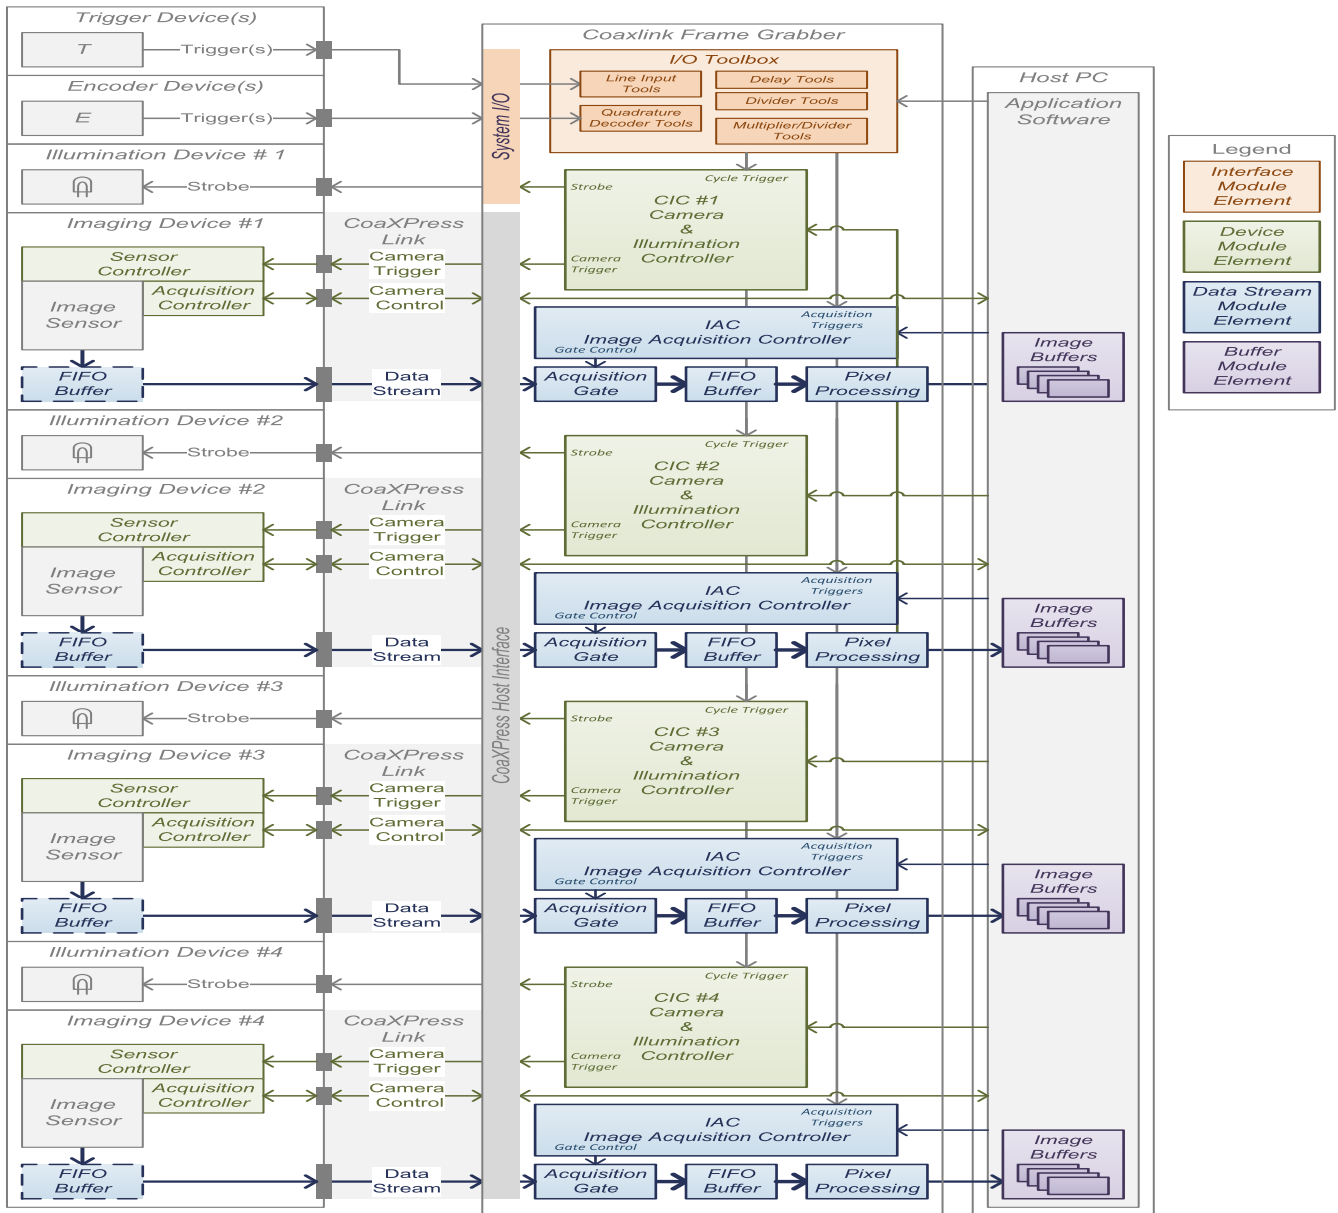 Trigger Device(s)
T
Trigger(s)
Encoder Device(s)
E
Trigger(s)
Illumination Device # 1
Strobe
Coaxlink Frame Grabber
System I/O
I/O Toolbox
Line Input
Tools
Quadrature
Decoder Tools
Delay Tools
Divider Tools
Multiplier/Divider
Tools
Host PC
Application
Software
Legend
Interface
Module
Element
Device
Module
Element
Data Stream
Module
Element
Buffer
Module
Element
CoaXPress Host Interface
Imaging Device #1
Sensor
Controller
Image
Sensor
Acquisition
Controller
FIFO
Buffer
CoaXPress
Link
Camera
Trigger
Camera
Control
Data
Stream
Strobe
Cycle Trigger
CIC #1
Camera
&
Illumination
Controller
Camera
Trigger
IAC
Image Acquisition Controller
Acquisition
Triggers
Gate Control
Acquisition
Gate
FIFO
Buffer
Pixel
Processing
Image
Buffers
Illumination Device #2
Strobe
Imaging Device #2
Sensor
Controller
Image
Sensor
Acquisition
Controller
FIFO
Buffer
CoaXPress
Link
Camera
Trigger
Camera
Control
Data
Stream
Strobe
Cycle Trigger
CIC #2
Camera
&
Illumination
Controller
Camera
Trigger
IAC
Image Acquisition Controller
Acquisition
Triggers
Gate Control
Acquisition
Gate
FIFO
Buffer
Pixel
Processing
Image
Buffers
Illumination Device #3
Strobe
Imaging Device #3
Sensor
Controller
Image
Sensor
Acquisition
Controller
FIFO
Buffer
CoaXPress
Link
Camera
Trigger
Camera
Control
Data
Stream
Strobe
Cycle Trigger
CIC #3
Camera
&
Illumination
Controller
Camera
Trigger
IAC
Image Acquisition Controller
Acquisition
Triggers
Gate Control
Acquisition
Gate
FIFO
Buffer
Pixel
Processing
Image
Buffers
Illumination Device #4
Strobe
Imaging Device #4
Sensor
Controller
Image
Sensor
Acquisition
Controller
FIFO
Buffer
CoaXPress
Link
Camera
Trigger
Camera
Control
Data
Stream
Strobe
Cycle Trigger
CIC #4
Camera
&
Illumination
Controller
Camera
Trigger
IAC
Image Acquisition Controller
Acquisition
Triggers
Gate Control
Acquisition
Gate
FIFO
Buffer
Pixel
Processing
Image
Buffers